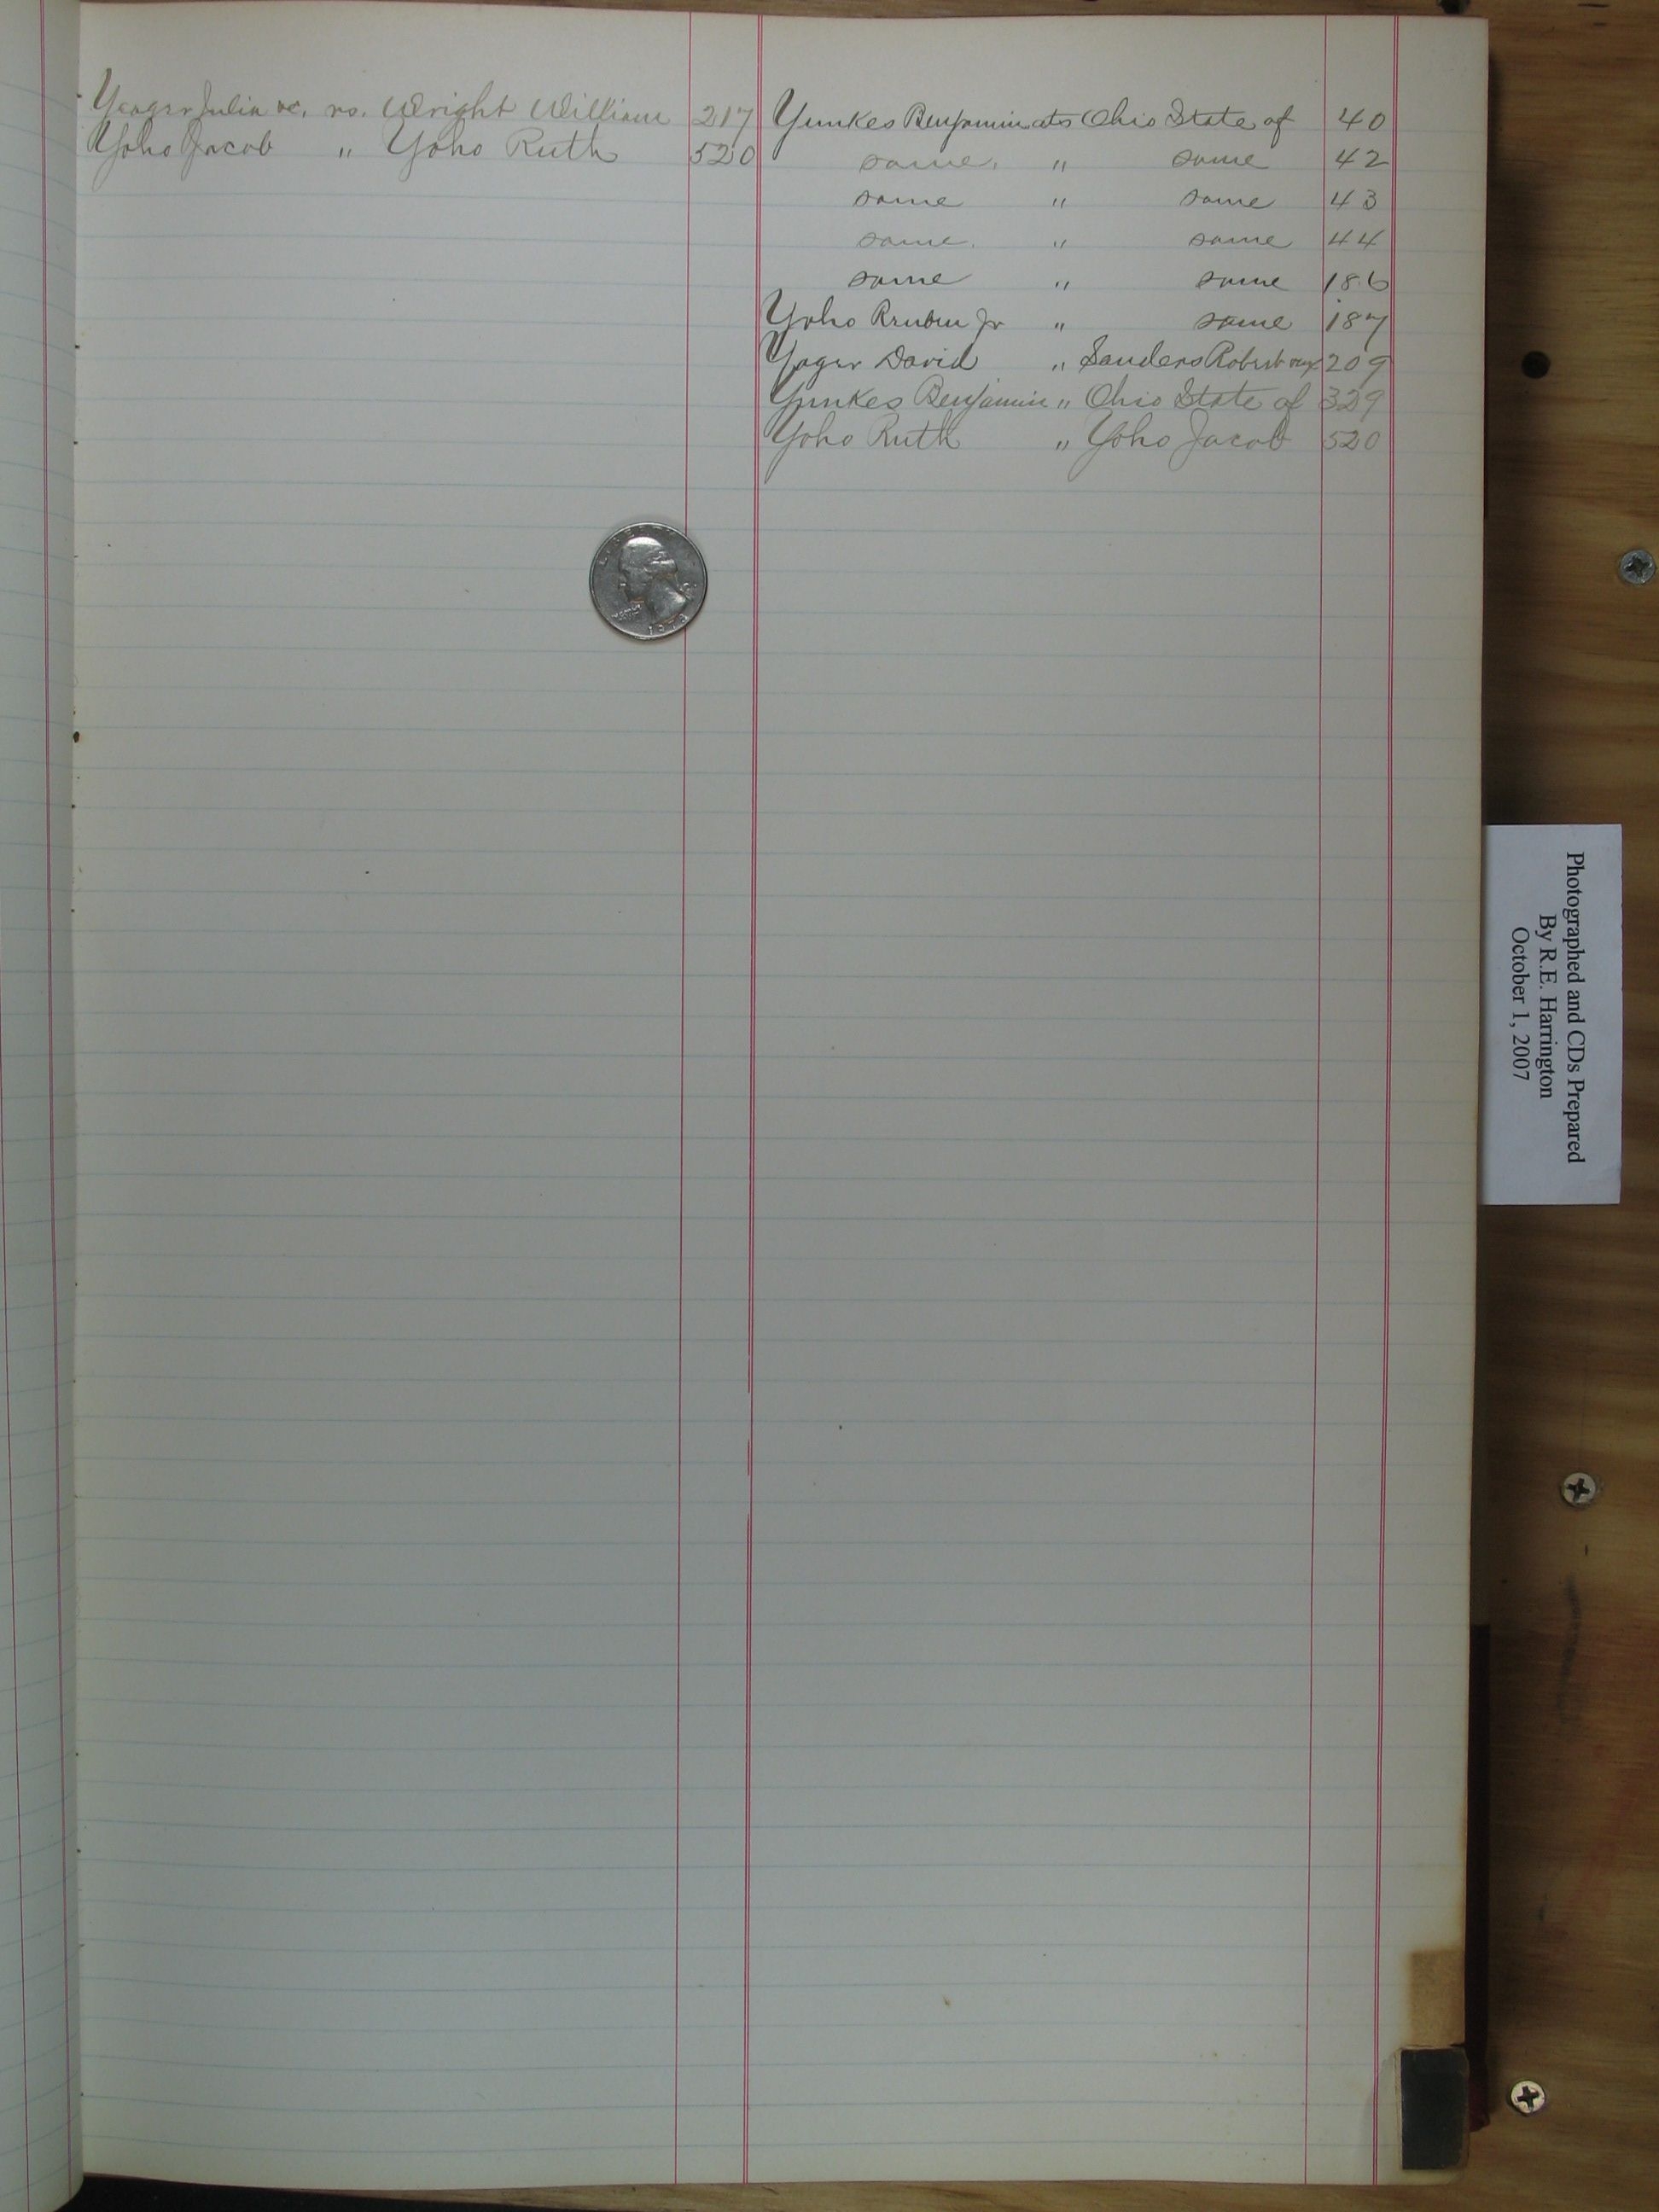 Yeager Julia &c. vs. Wright William 217
Yoho Jacob " Yoho Ruth 520
Yunkes Benjamin ats Ohio State of 40
same " same 42
same " same 43
same " same 44
same " same 186
Yoho Reuben Jr " same 187
Yager David " Sanders Robert 209
Yunkes Benjamin " Ohio State of 329
Yoho Ruth " Yoho Jacob 520
LIBERTY
Photographed and CDs Prepared
By R.E. Harrington
October 1, 2007